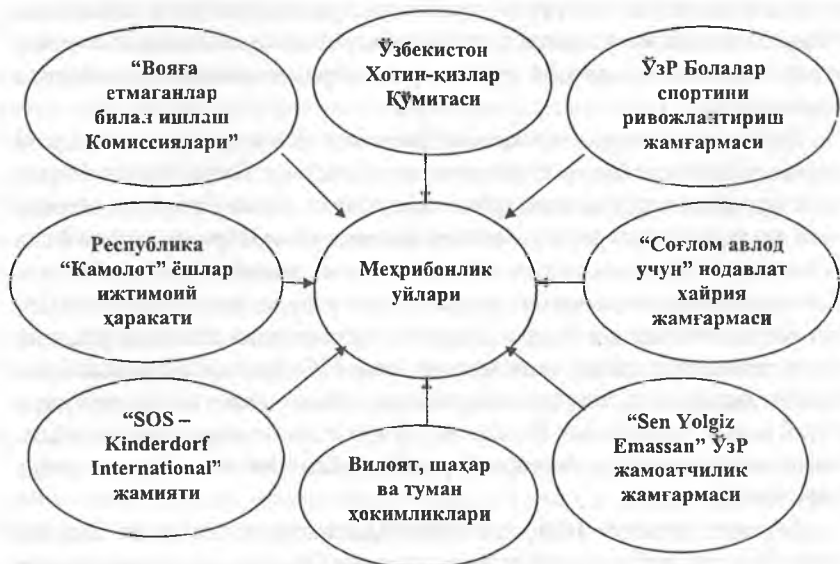 “Вояга
етмаганлар
билал ишлаш
Комиссиялари”
Ўзбекистон
Хотин-қизлар
Қўмитаси
ЎзР Болалар
спортини
ривожлантириш
жамғармаси
Республика
“Камолот” ёшлар
ижтимоий
ҳаракати
Меҳрибонлик
уйлари
“Соғлом авлод
учун” нодавлат
хайрия
жамғармаси
“SOS –
Kinderdorf
International”
жамияти
Вилоят, шаҳар
ва туман
ҳокимликлари
“Sen Yolgiz
Emassan” ЎзР
жамоатчилик
жамғармаси